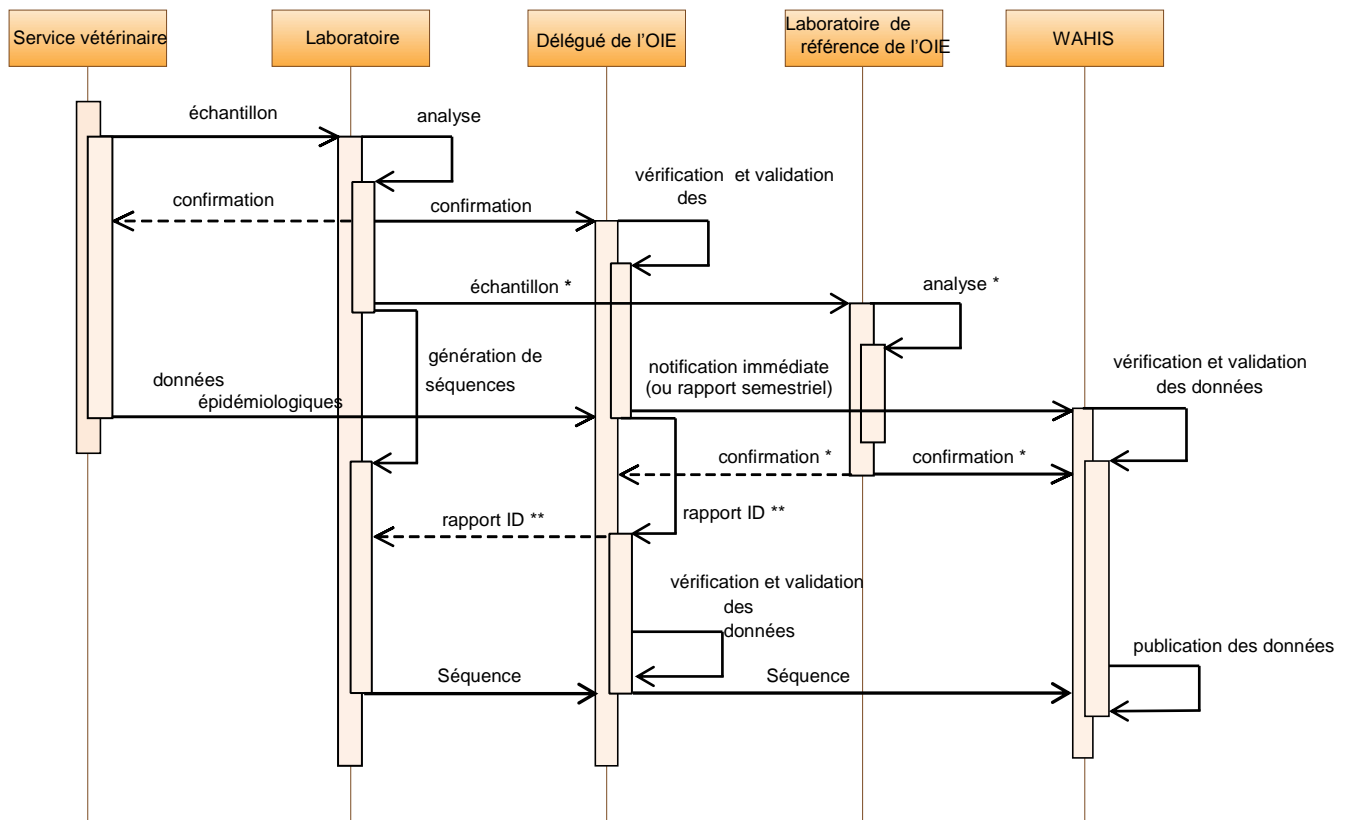 Service vétérinaire
Laboratoire
Délégué de l'OIE
Laboratoire de
référence de l'OIE
WAHIS
échantillon
analyse
vérification et validation
des
confirmation
confirmation
échantillon *
analyse *
génération de
séquences
notification immédiate
(ou rapport semestriel)
vérification et validation
des données
données
épidémiologiques
confirmation *
confirmation *
rapport ID **
rapport ID **
vérification et validation
des
données
publication des données
Séquence
Séquence